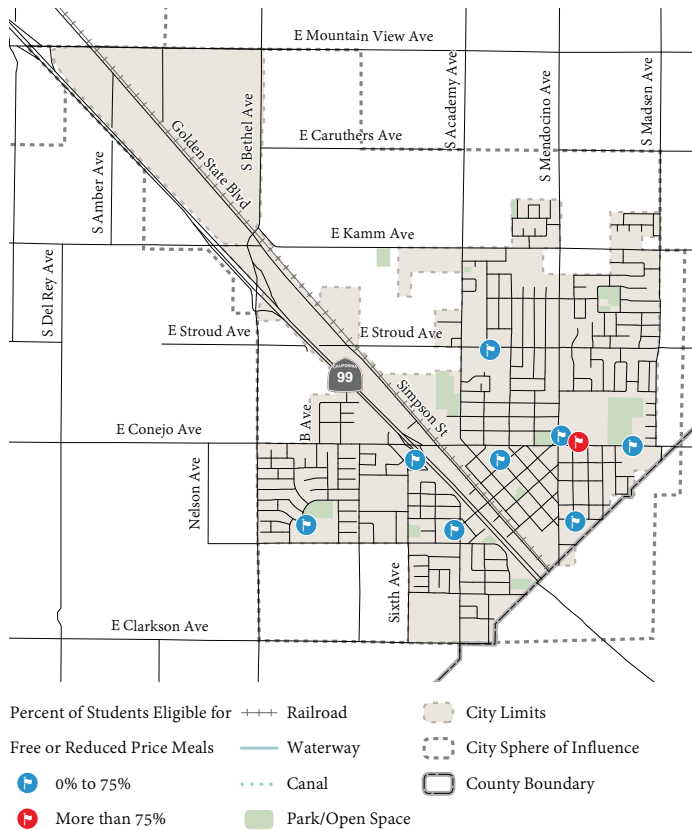 E Mountain View Ave
S Academy Ave
S Mendocino Ave
S Madsen Ave
S Bethel Ave
E Caruthers Ave
Golden State Blvd
S Amber Ave
E Kamm Ave
S Del Rey Ave
E Stroud Ave
E Stroud Ave
CALIFORNIA
99
Simpson St
B Ave
E Conejo Ave
Nelson Ave
Sixth Ave
E Clarkson Ave
Percent of Students Eligible for
Free or Reduced Price Meals
0% to 75%
More than 75%
Railroad
Waterway
Canal
Park/Open Space
City Limits
City Sphere of Influence
County Boundary